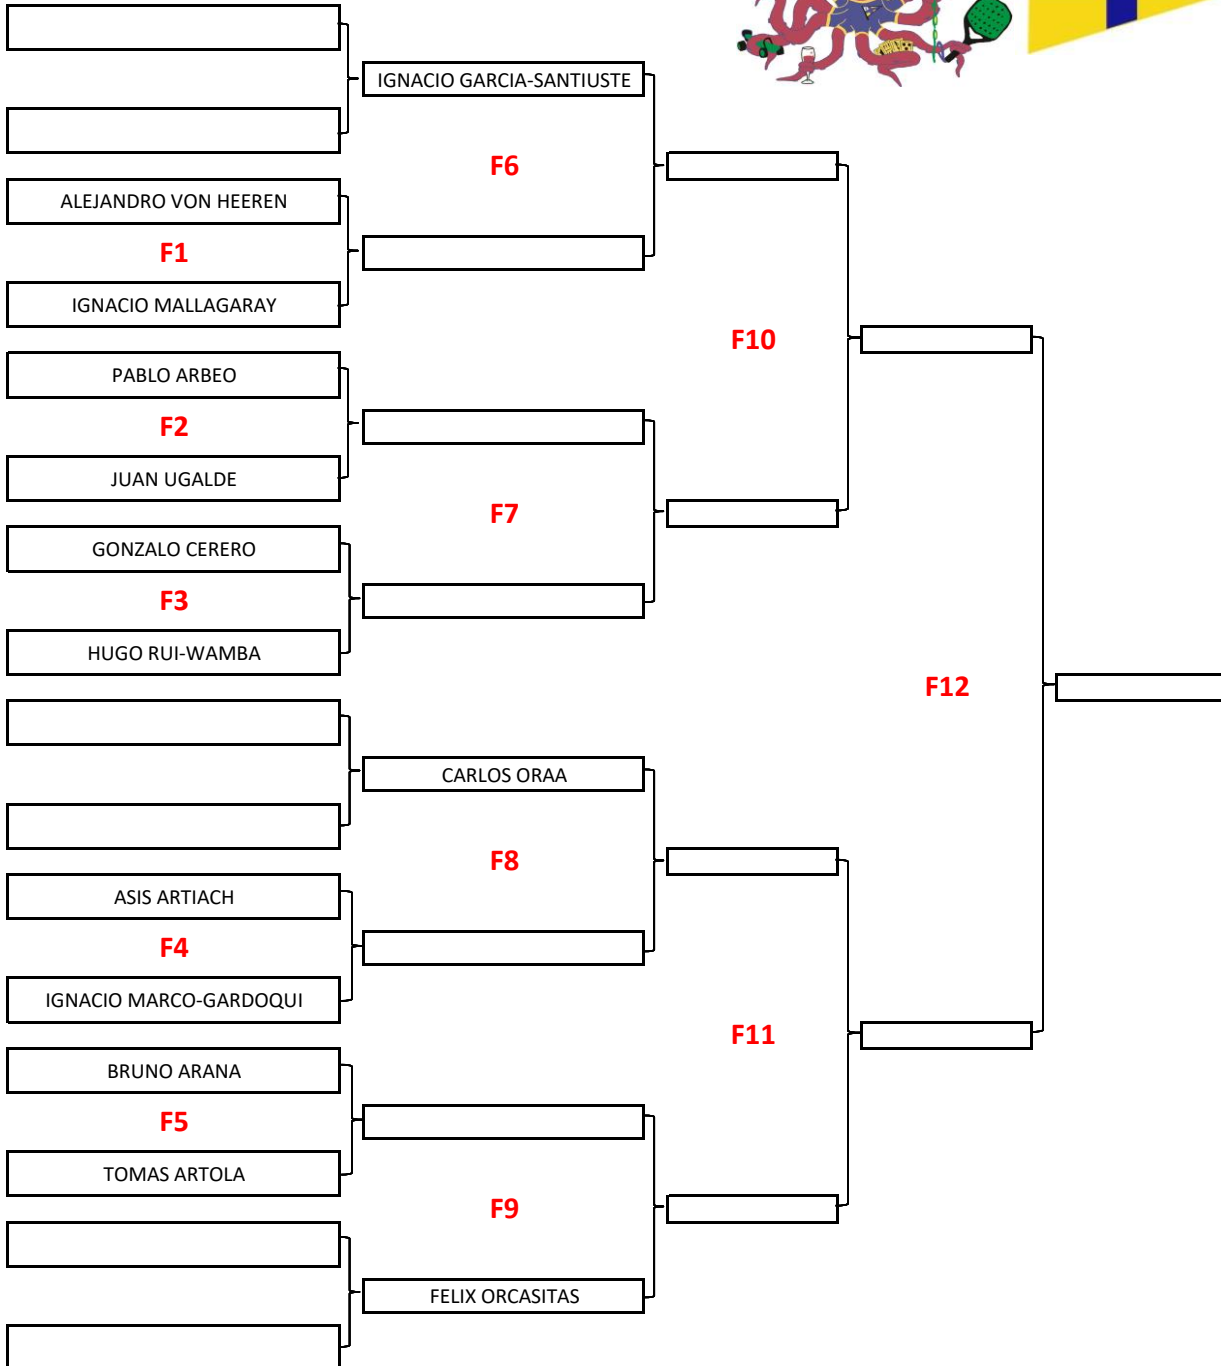 IGNACIO GARCIA-SANTIUSTE
F6
ALEJANDRO VON HEEREN
F1
IGNACIO MALLAGARAY
F10
PABLO ARBEO
F2
JUAN UGALDE
F7
GONZALO CERERO
F3
HUGO RUI-WAMBA
F12
CARLOS ORAA
F8
ASIS ARTIACH
F4
IGNACIO MARCO-GARDOQUI
F11
BRUNO ARANA
F5
TOMAS ARTOLA
F9
FELIX ORCASITAS